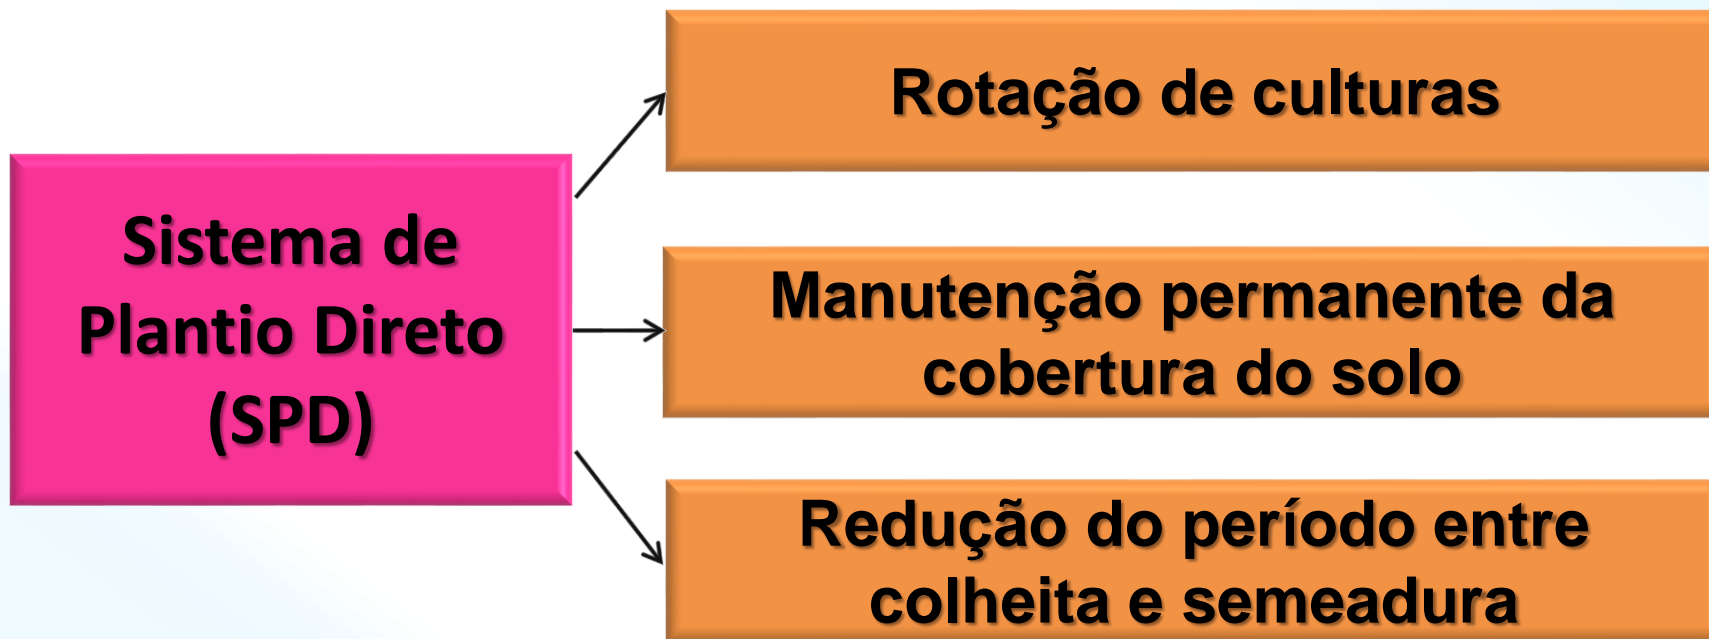 Sistema de
Plantio Direto
(SPD)
Rotação de culturas
Manutenção permanente da
cobertura do solo
Redução do período entre
colheita e semeadura